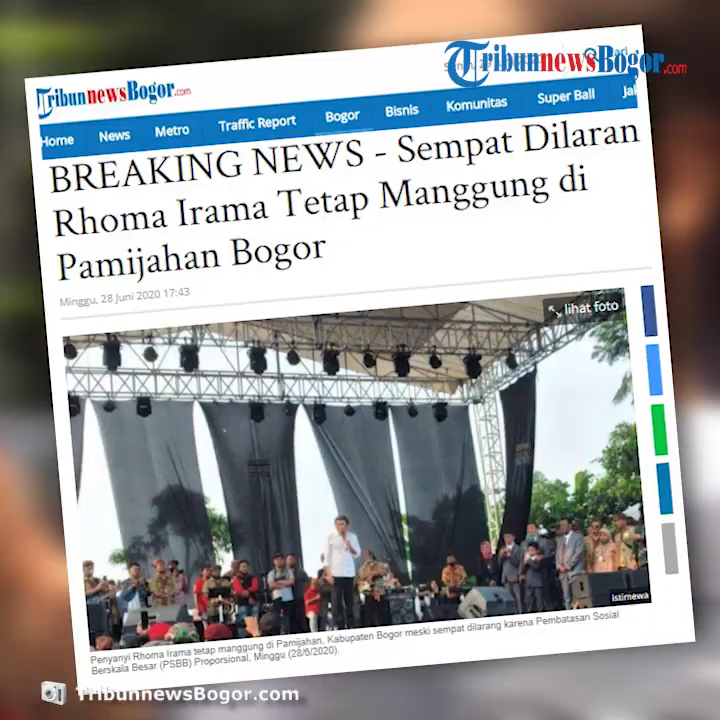 TribunnewsBogor.com
TribunnewsBogor.com
Home News Metro Traffic Report Bogor Bisnis Komunitas Super Ball
BREAKING NEWS - Sempat Dilaran
Rhoma Irama Tetap Manggung di
Pamijahan Bogor
Minggu, 28 Juni 2020 17:43
lihat foto
istimewa
Penyanyi Rhoma Irama tetap manggung di Pamijahan, Kabupaten Bogor meski sempat dilarang karena Pembatasan Sosial
Berskala Besar (PSBB) Proporsional, Minggu (28/6/2020).
TribunnewsBogor.com